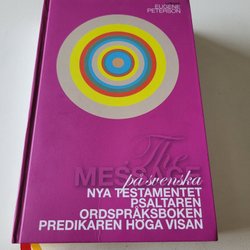 EUGENE
PETERSON
The
MESSAGE
på svenska
NYA TESTAMENTET
PSALTAREN
ORDSPRÅKSBOKEN
PREDIKAREN HÖGA VISAN